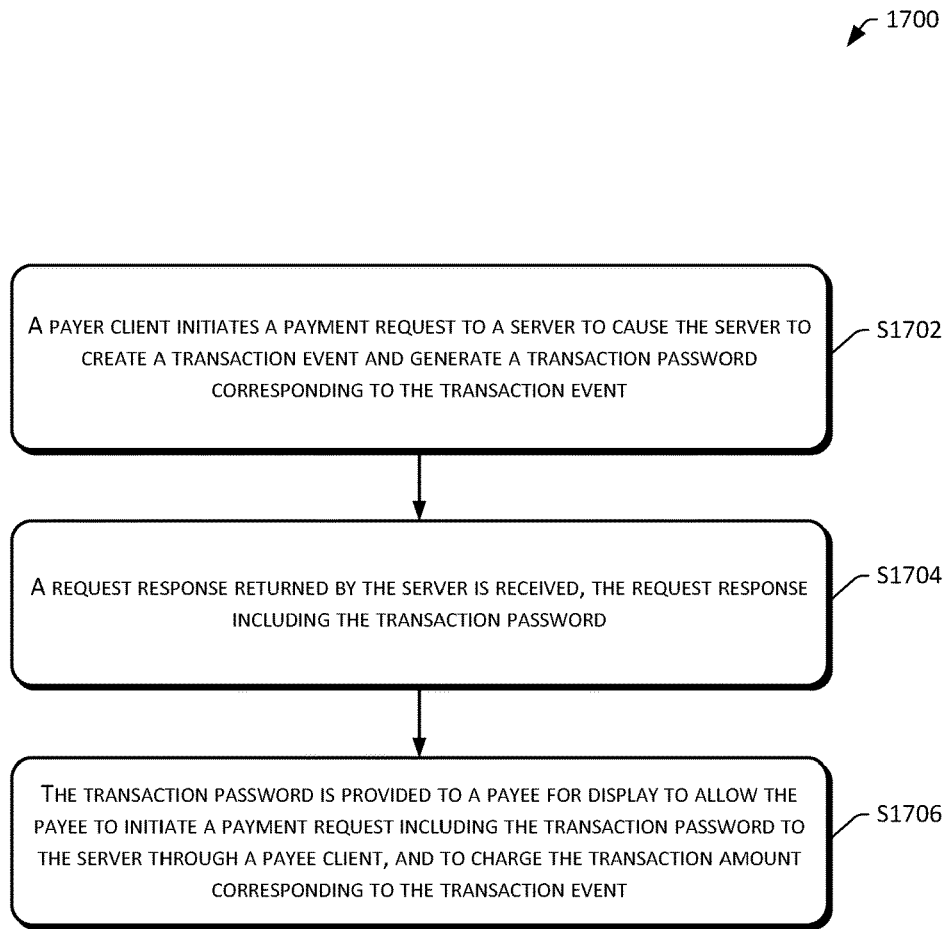 1700
A PAYER CLIENT INITIATES A PAYMENT REQUEST TO A SERVER TO CAUSE THE SERVER TO
CREATE A TRANSACTION EVENT AND GENERATE A TRANSACTION PASSWORD
CORRESPONDING TO THE TRANSACTION EVENT
S1702
A REQUEST RESPONSE RETURNED BY THE SERVER IS RECEIVED, THE REQUEST RESPONSE
INCLUDING THE TRANSACTION PASSWORD
S1704
THE TRANSACTION PASSWORD IS PROVIDED TO A PAYEE FOR DISPLAY TO ALLOW THE
PAYEE TO INITIATE A PAYMENT REQUEST INCLUDING THE TRANSACTION PASSWORD TO
THE SERVER THROUGH A PAYEE CLIENT, AND TO CHARGE THE TRANSACTION AMOUNT
CORRESPONDING TO THE TRANSACTION EVENT
S1706